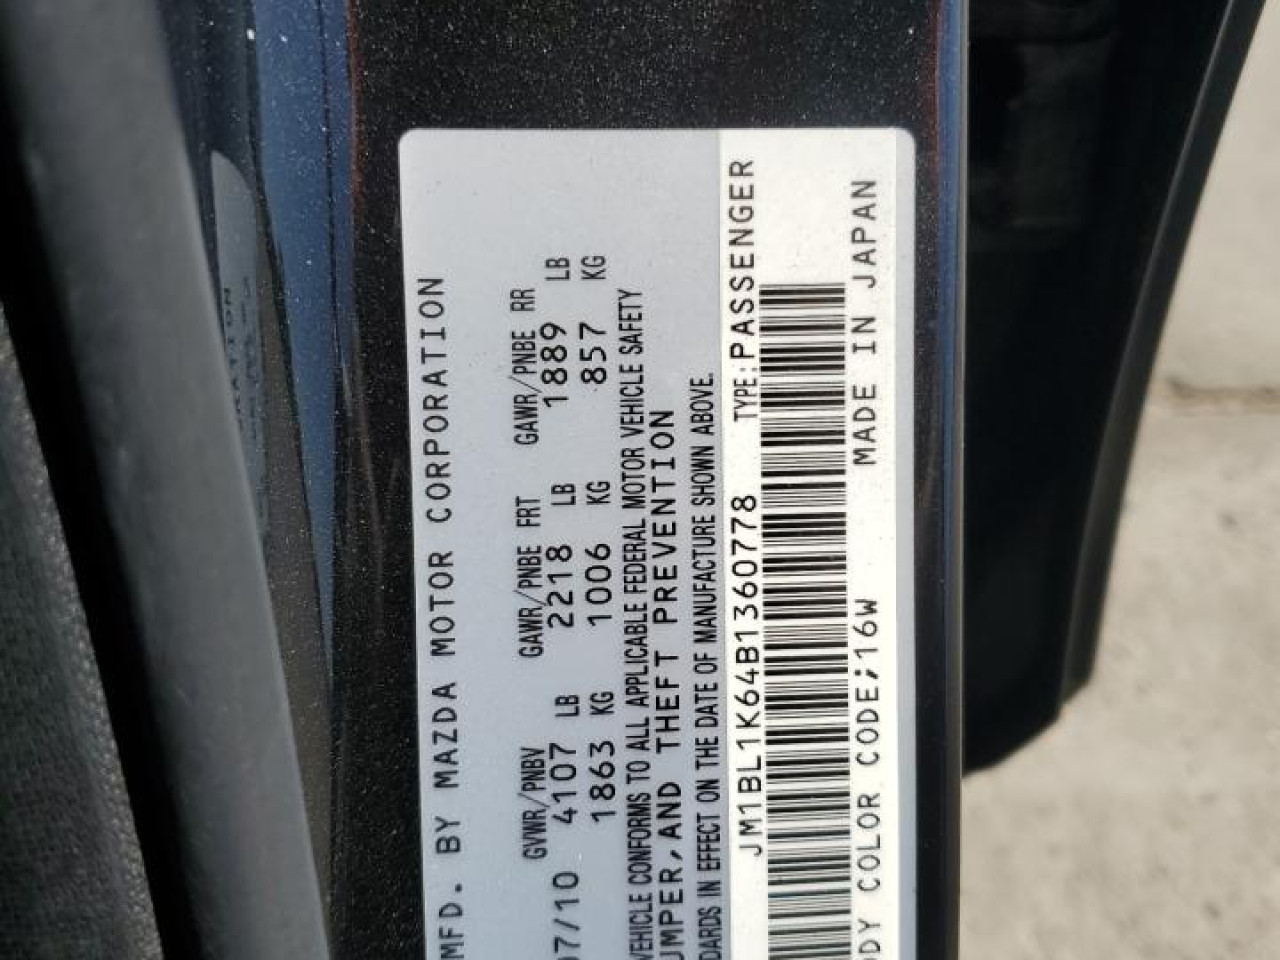 MFD. BY MAZDA MOTOR CORPORATION
07/10
GVWR/PNBV GAWR/PNBE FRT GAWR/PNBE RR
4107 LB 2218 LB 1889 LB
1863 KG 1006 KG 857 KG
VEHICLE CONFORMS TO ALL APPLICABLE FEDERAL MOTOR VEHICLE SAFETY
UMPER,AND THEFT PREVENTION
DARDS IN EFFECT ON THE DATE OF MANUFACTURE SHOWN ABOVE.
JM1BL1K64B1360778 TYPE:PASSENGER
ODY COLOR CODE;16W MADE IN JAPAN